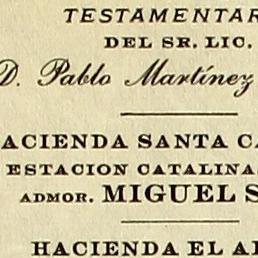 TESTAMENTAR
DEL SR. LIC.
D. Pablo Martínez
ACIENDA SANTA CA
ESTACION CATALINA
ADMOR. MIGUEL S
HACIENDA EL A